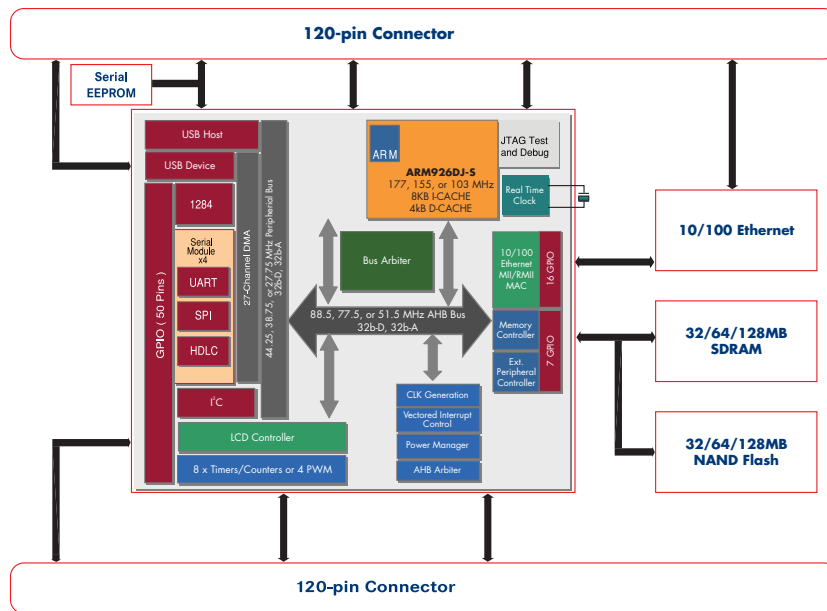 120-pin Connector
Serial
EEPROM
USB Host
USB Device
1284
Serial
Module
x4
UART
SPI
HDLC
I²C
GPIO ( 50 Pins )
27-Channel DMA
44.25, 38.75, or 27.75 MHz Peripheral Bus
32b-D, 32b-A
LCD Controller
8 x Timers/Counters or 4 PWM
ARM
ARM926DJ-S
177, 155, or 103 MHz
8KB I-CACHE
4kB D-CACHE
JTAG Test
and Debug
Real Time
Clock
Bus Arbiter
88.5, 77.5, or 51.5 MHz AHB Bus
32b-D, 32b-A
10/100
Ethernet
MII/RMII
MAC
16 GPIO
Memory
Controller
Ext.
Peripheral
Controller
7 GPIO
CLK Generation
Vectored Interrupt
Control
Power Manager
AHB Arbiter
10/100 Ethernet
32/64/128MB
SDRAM
32/64/128MB
NAND Flash
120-pin Connector